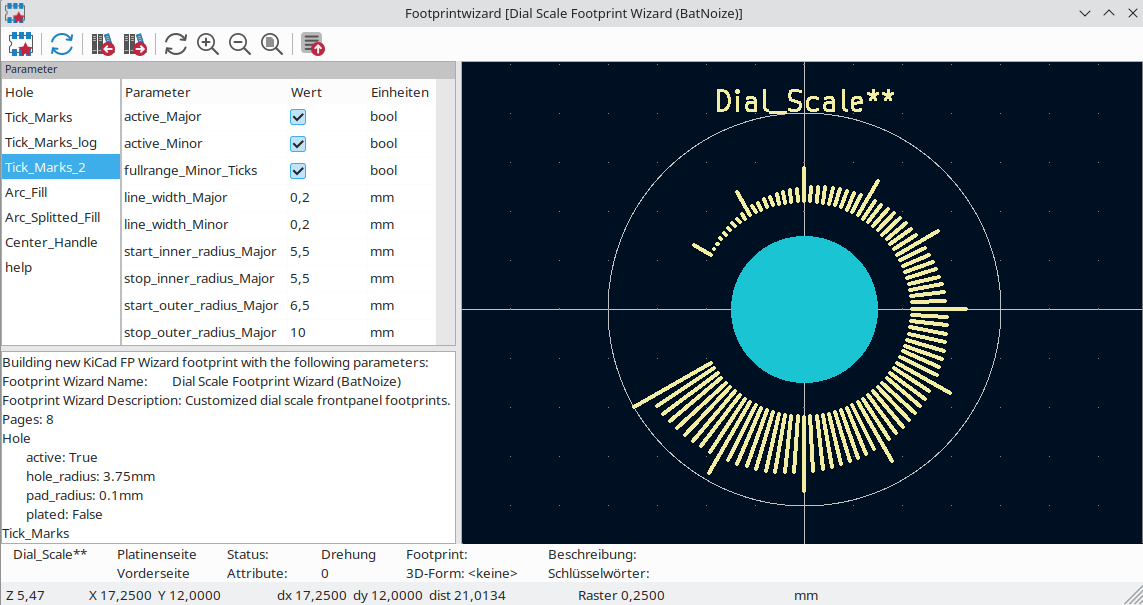 Footprintwizard [Dial Scale Footprint Wizard (BatNoize)]
Parameter
Hole
Tick_Marks
Tick_Marks_log
Tick_Marks_2
Arc_Fill
Arc_Splitted_Fill
Center_Handle
help
Parameter Wert Einheiten
active_Major bool
active_Minor bool
fullrange_Minor_Ticks bool
line_width_Major 0,2 mm
line_width_Minor 0,2 mm
start_inner_radius_Major 5,5 mm
stop_inner_radius_Major 5,5 mm
start_outer_radius_Major 6,5 mm
stop_outer_radius_Major 10 mm
Dial_Scale**
Building new KiCad FP Wizard footprint with the following parameters:
Footprint Wizard Name: Dial Scale Footprint Wizard (BatNoize)
Footprint Wizard Description: Customized dial scale frontpanel footprints.
Pages: 8
Hole
active: True
hole_radius: 3.75mm
pad_radius: 0.1mm
plated: False
Tick_Marks
Dial_Scale** Platinenseite Status: Drehung Footprint: Beschreibung:
Vorderseite Attribute: 0 3D-Form: <keine> Schlüsselwörter:
Z 5,47 X 17,2500 Y 12,0000 dx 17,2500 dy 12,0000 dist 21,0134 Raster 0,2500 mm